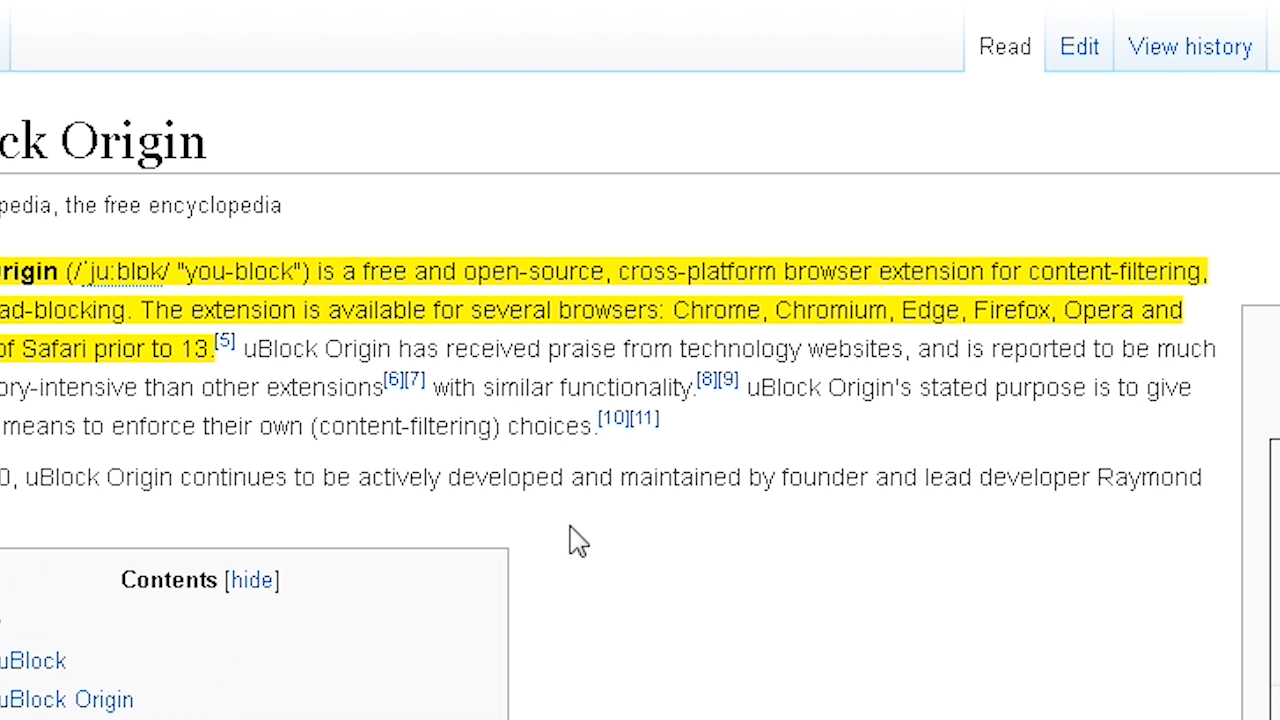 Read Edit View history
ck Origin
pedia, the free encyclopedia
rigin (/ˈjuːblɒk/ "you-block") is a free and open-source, cross-platform browser extension for content-filtering,
ad-blocking. The extension is available for several browsers: Chrome, Chromium, Edge, Firefox, Opera and
of Safari prior to 13.[5] uBlock Origin has received praise from technology websites, and is reported to be much
ory-intensive than other extensions[6][7] with similar functionality.[8][9] uBlock Origin's stated purpose is to give
means to enforce their own (content-filtering) choices.[10][11]
0, uBlock Origin continues to be actively developed and maintained by founder and lead developer Raymond
Contents [hide]
uBlock
uBlock Origin